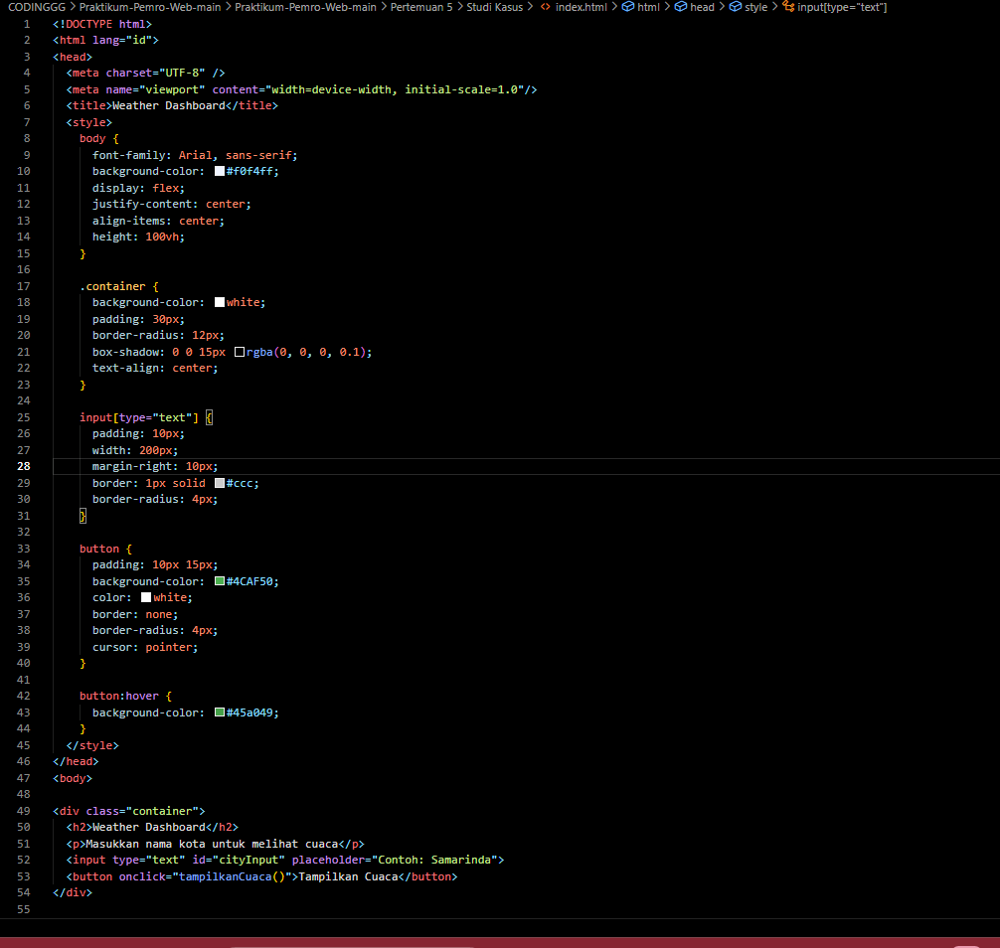 CODINGGG > Praktikum-Pemro-Web-main > Praktikum-Pemro-Web-main > Pertemuan 5 > Studi Kasus > <> index.html > html > head > style > input[type="text"]
1 <!DOCTYPE html>
2 <html lang="id">
3 <head>
4 <meta charset="UTF-8" />
5 <meta name="viewport" content="width=device-width, initial-scale=1.0"/>
6 <title>Weather Dashboard</title>
7 <style>
8 body {
9 font-family: Arial, sans-serif;
10 background-color: #f0f4ff;
11 display: flex;
12 justify-content: center;
13 align-items: center;
14 height: 100vh;
15 }
16
17 .container {
18 background-color: white;
19 padding: 30px;
20 border-radius: 12px;
21 box-shadow: 0 0 15px rgba(0, 0, 0, 0.1);
22 text-align: center;
23 }
24
25 input[type="text"] {
26 padding: 10px;
27 width: 200px;
28 margin-right: 10px;
29 border: 1px solid #ccc;
30 border-radius: 4px;
31 }
32
33 button {
34 padding: 10px 15px;
35 background-color: #4CAF50;
36 color: white;
37 border: none;
38 border-radius: 4px;
39 cursor: pointer;
40 }
41
42 button:hover {
43 background-color: #45a049;
44 }
45 </style>
46 </head>
47 <body>
48
49 <div class="container">
50 <h2>Weather Dashboard</h2>
51 <p>Masukkan nama kota untuk melihat cuaca</p>
52 <input type="text" id="cityInput" placeholder="Contoh: Samarinda">
53 <button onclick="tampilkanCuaca()">Tampilkan Cuaca</button>
54 </div>
55